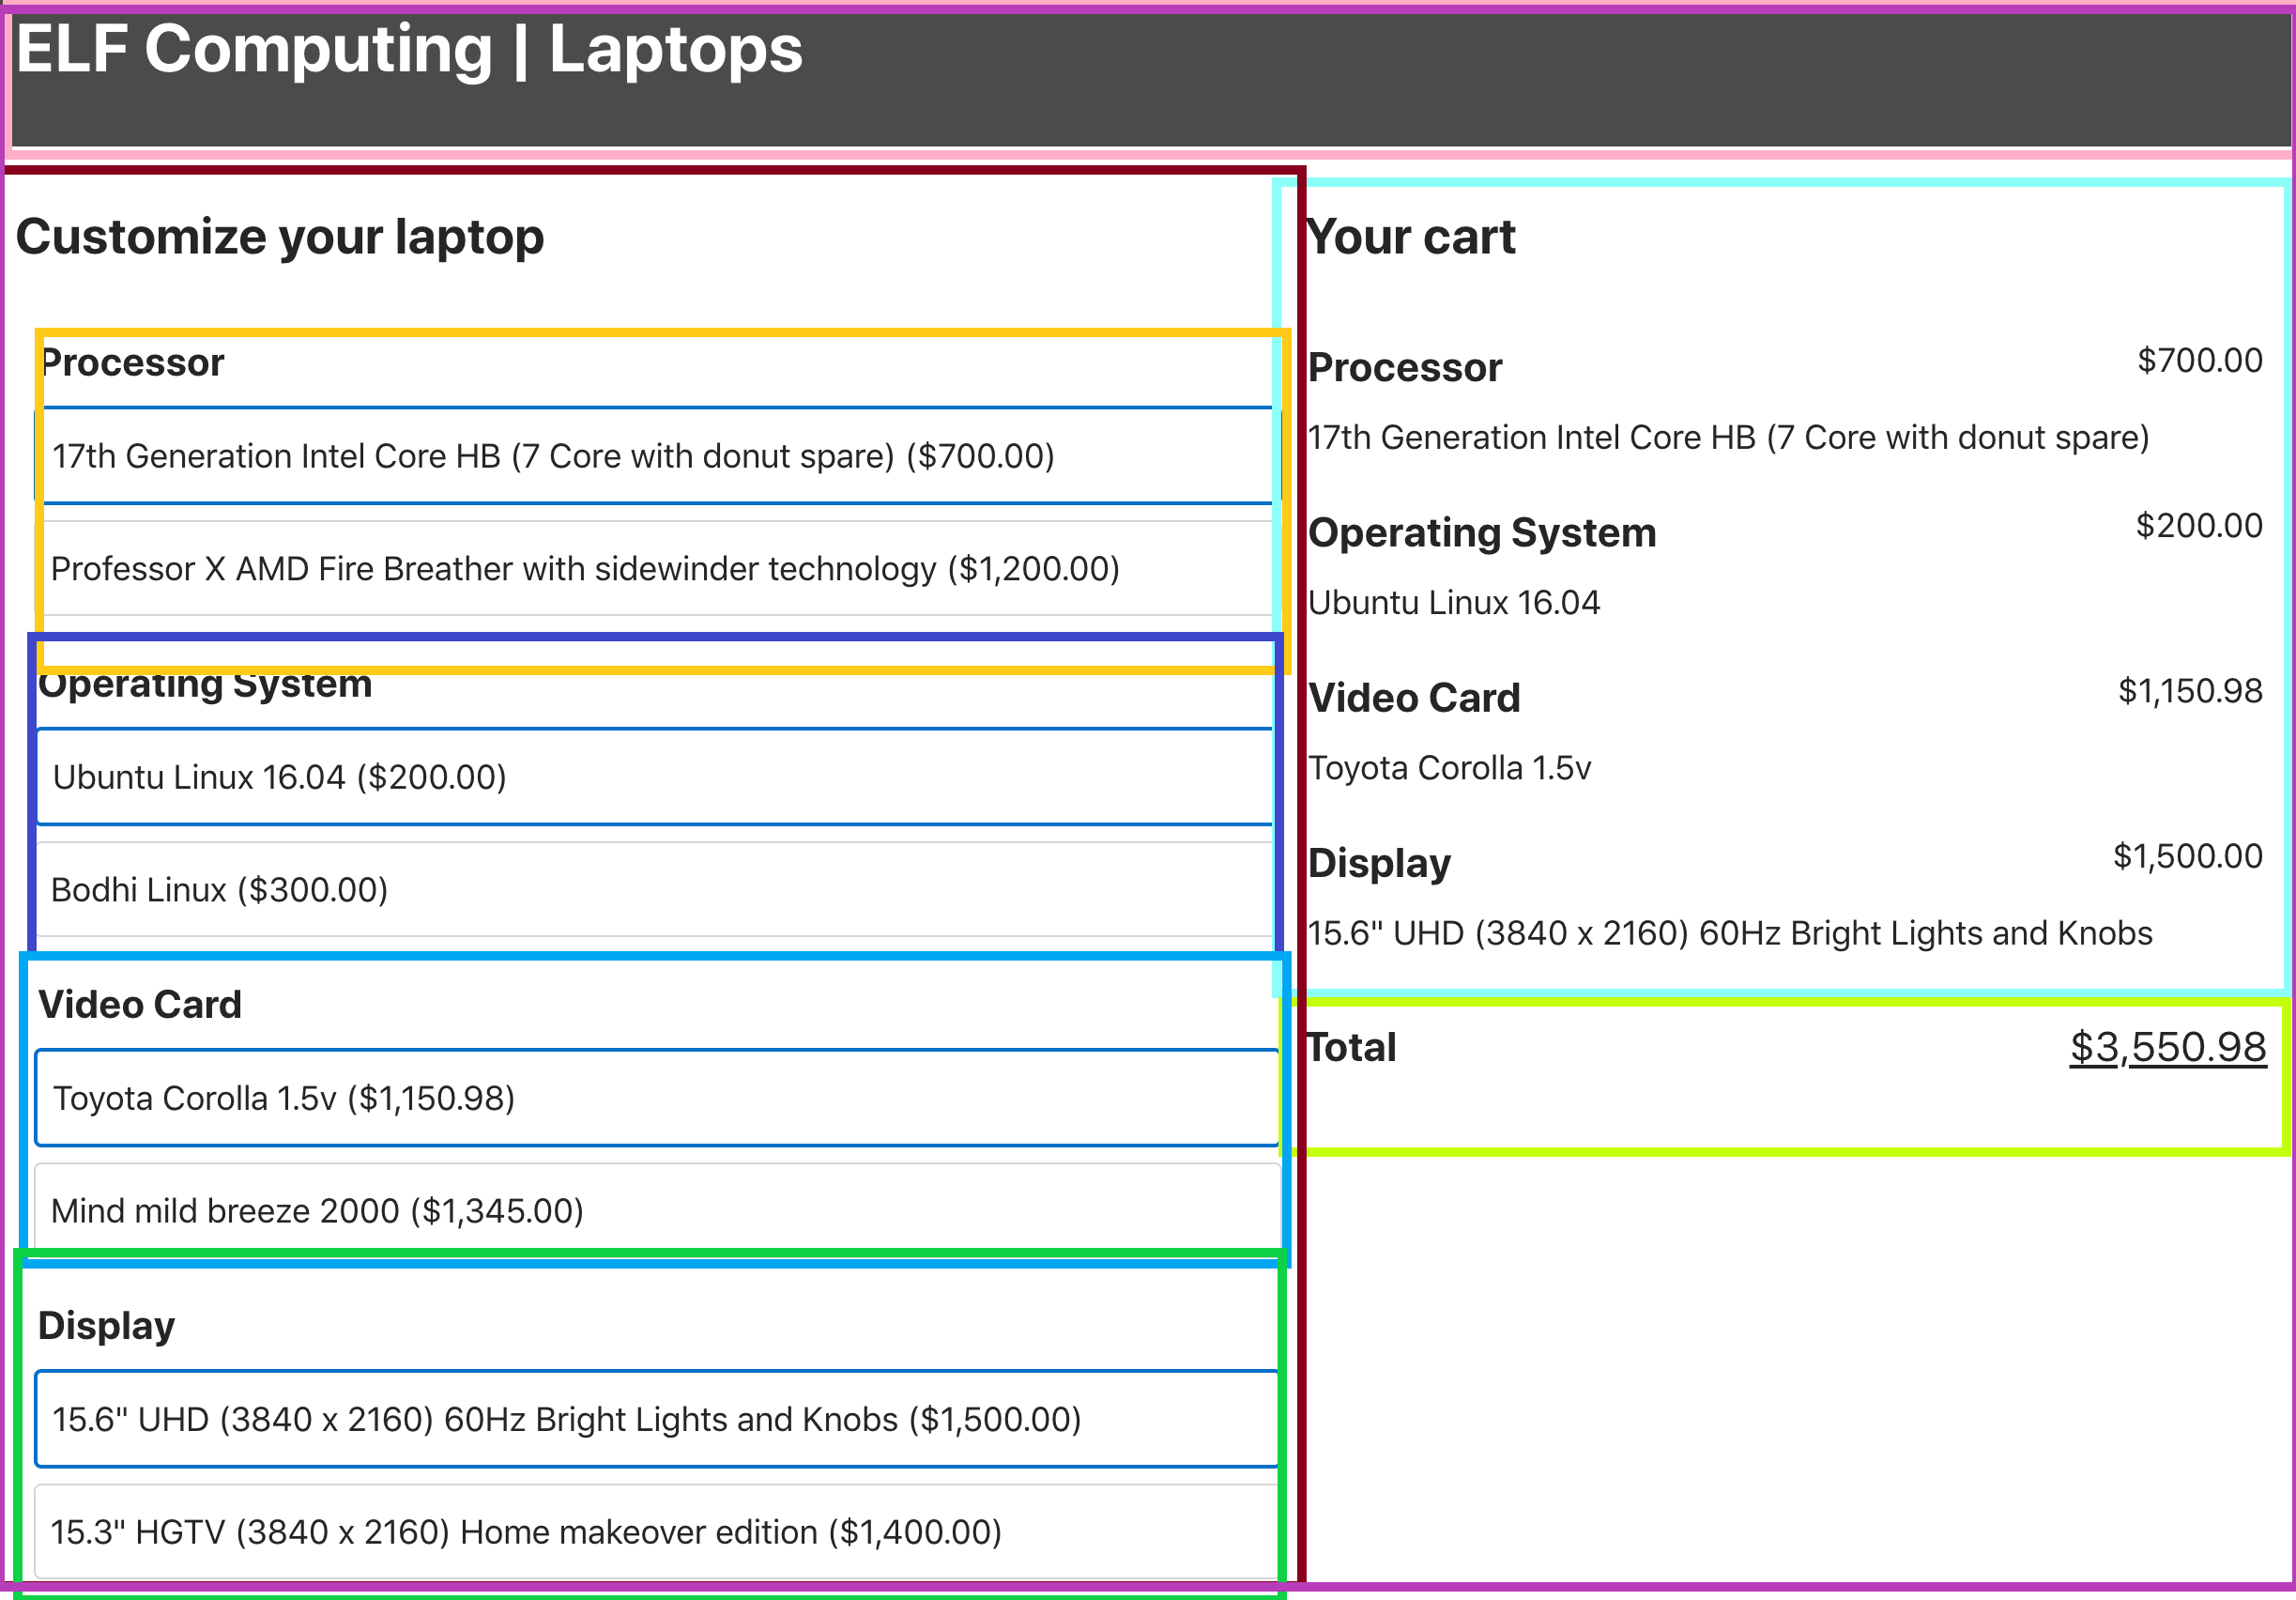 ELF Computing | Laptops
Customize your laptop
Processor
17th Generation Intel Core HB (7 Core with donut spare) ($700.00)
Professor X AMD Fire Breather with sidewinder technology ($1,200.00)
Operating System
Ubuntu Linux 16.04 ($200.00)
Bodhi Linux ($300.00)
Video Card
Toyota Corolla 1.5v ($1,150.98)
Mind mild breeze 2000 ($1,345.00)
Display
15.6" UHD (3840 x 2160) 60Hz Bright Lights and Knobs ($1,500.00)
15.3" HGTV (3840 x 2160) Home makeover edition ($1,400.00)
Your cart
Processor $700.00
17th Generation Intel Core HB (7 Core with donut spare)
Operating System $200.00
Ubuntu Linux 16.04
Video Card $1,150.98
Toyota Corolla 1.5v
Display $1,500.00
15.6" UHD (3840 x 2160) 60Hz Bright Lights and Knobs
Total $3,550.98